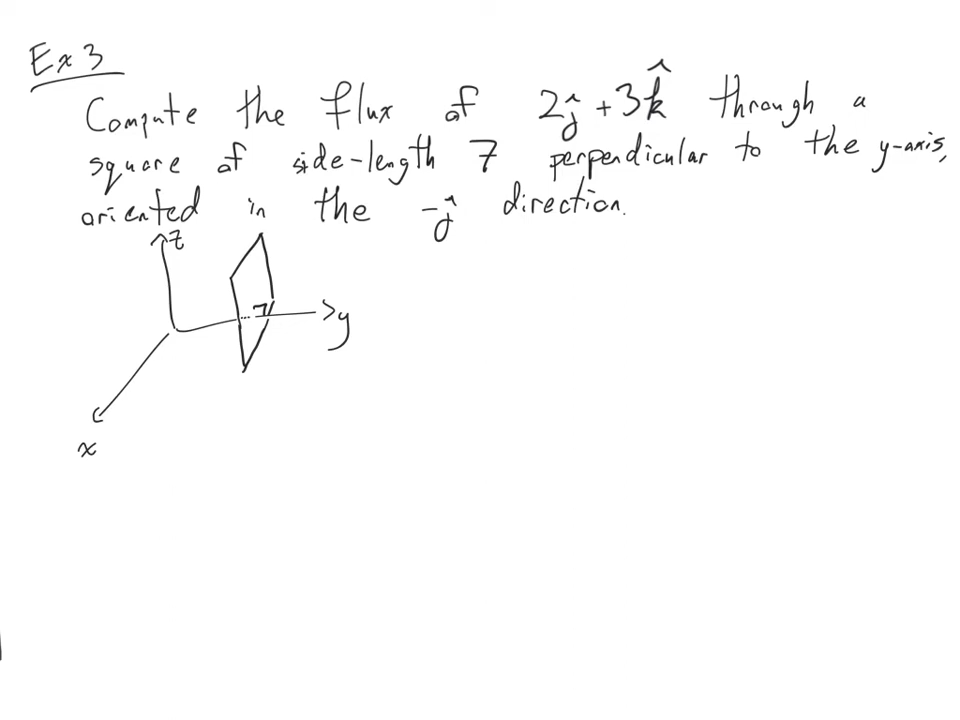 Ex 3
Compute the flux of 2ĵ + 3k̂ through a
square of side-length 7 perpendicular to the y-axis,
oriented in the -ĵ direction.
z
7
y
x